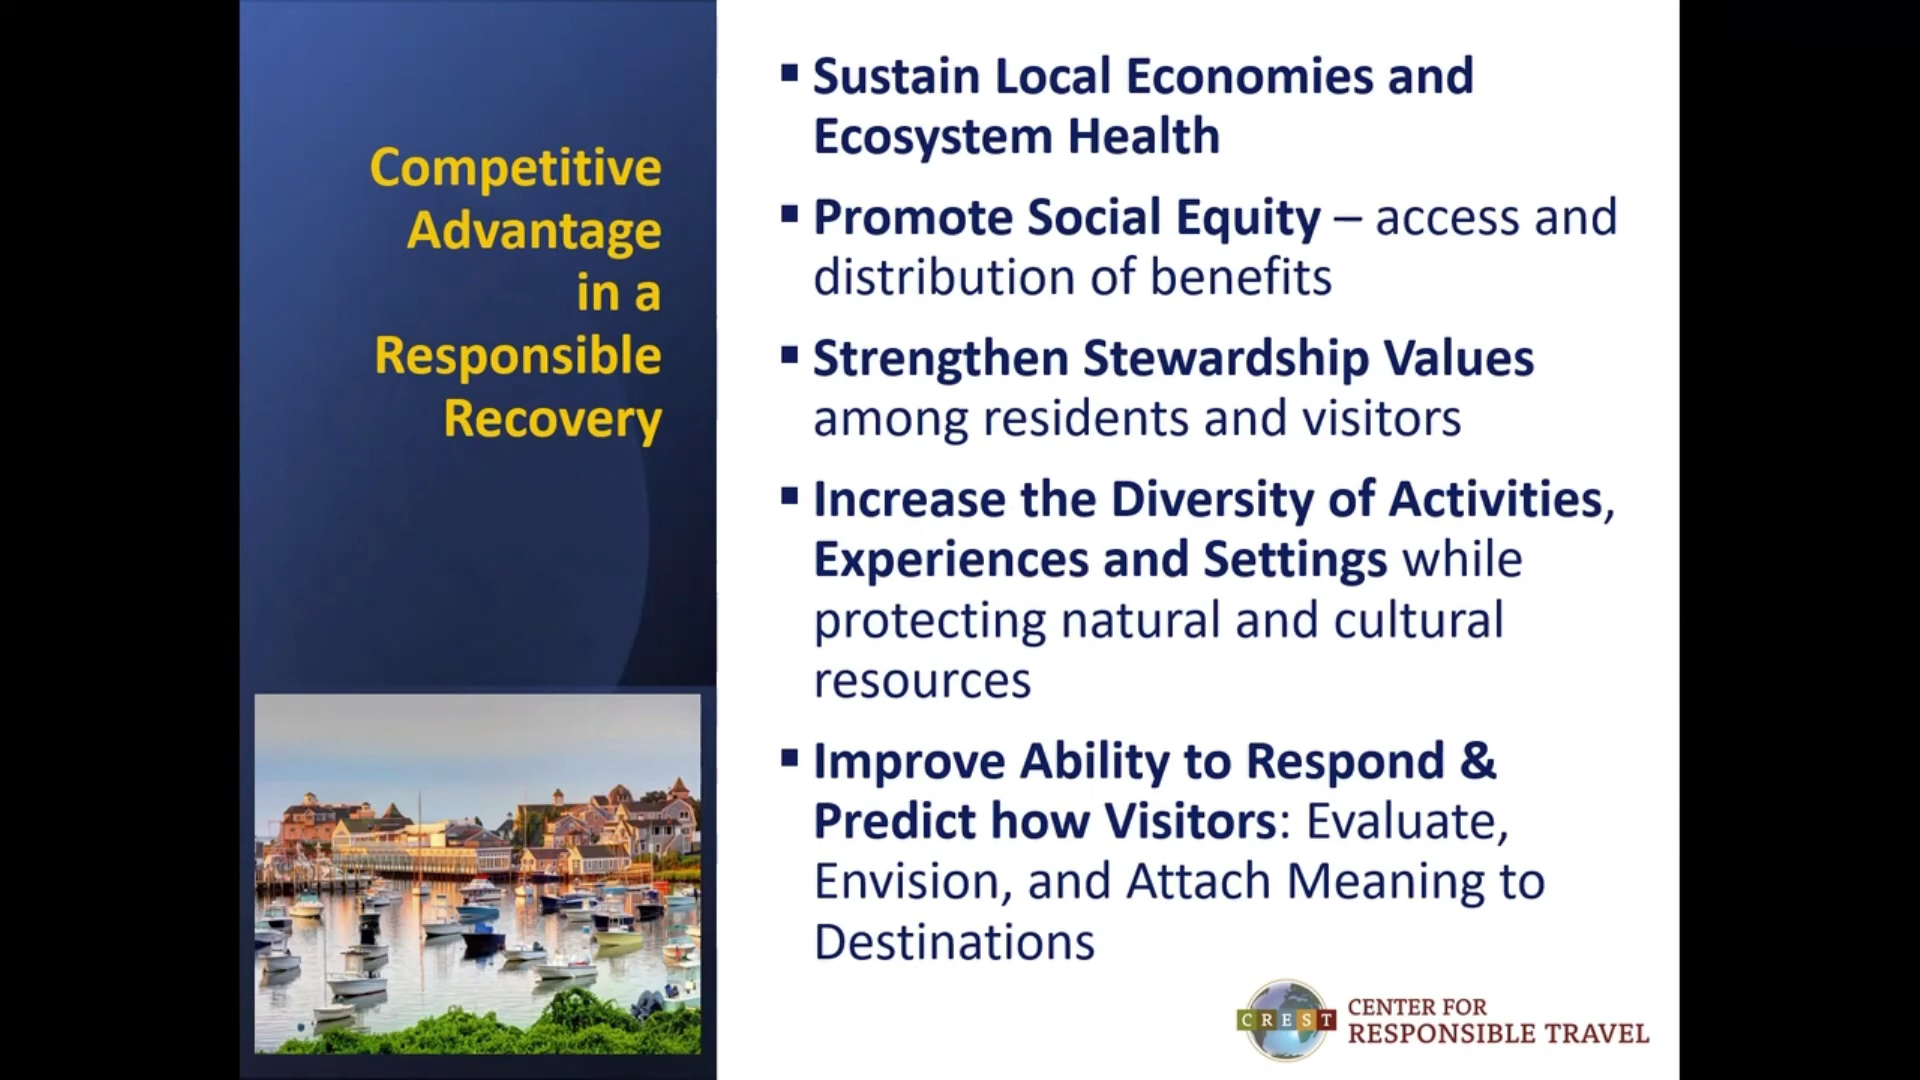 Competitive
Advantage
in a
Responsible
Recovery
▪ Sustain Local Economies and
Ecosystem Health
▪ Promote Social Equity – access and
distribution of benefits
▪ Strengthen Stewardship Values
among residents and visitors
▪ Increase the Diversity of Activities,
Experiences and Settings while
protecting natural and cultural
resources
▪ Improve Ability to Respond &
Predict how Visitors: Evaluate,
Envision, and Attach Meaning to
Destinations
CREST
CENTER FOR
RESPONSIBLE TRAVEL